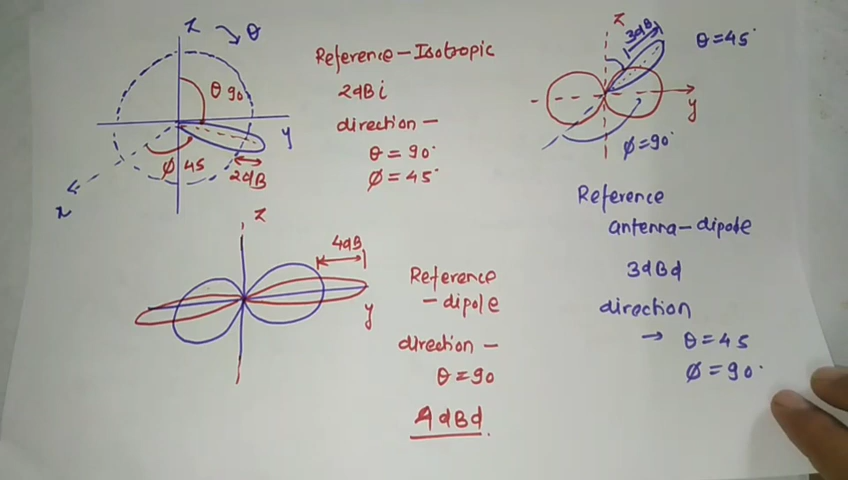 z
θ
θ 90
y
ϕ 45
2dB
x
Reference-Isotropic
2dBi
direction-
θ = 90°
ϕ = 45°
z
3dB
θ=45°
y
ϕ=90°
Reference
antenna-dipole
3dBd
direction
→ θ=45
ϕ=90°
z
4dB
y
Reference
-dipole
direction-
θ=90
4dBd